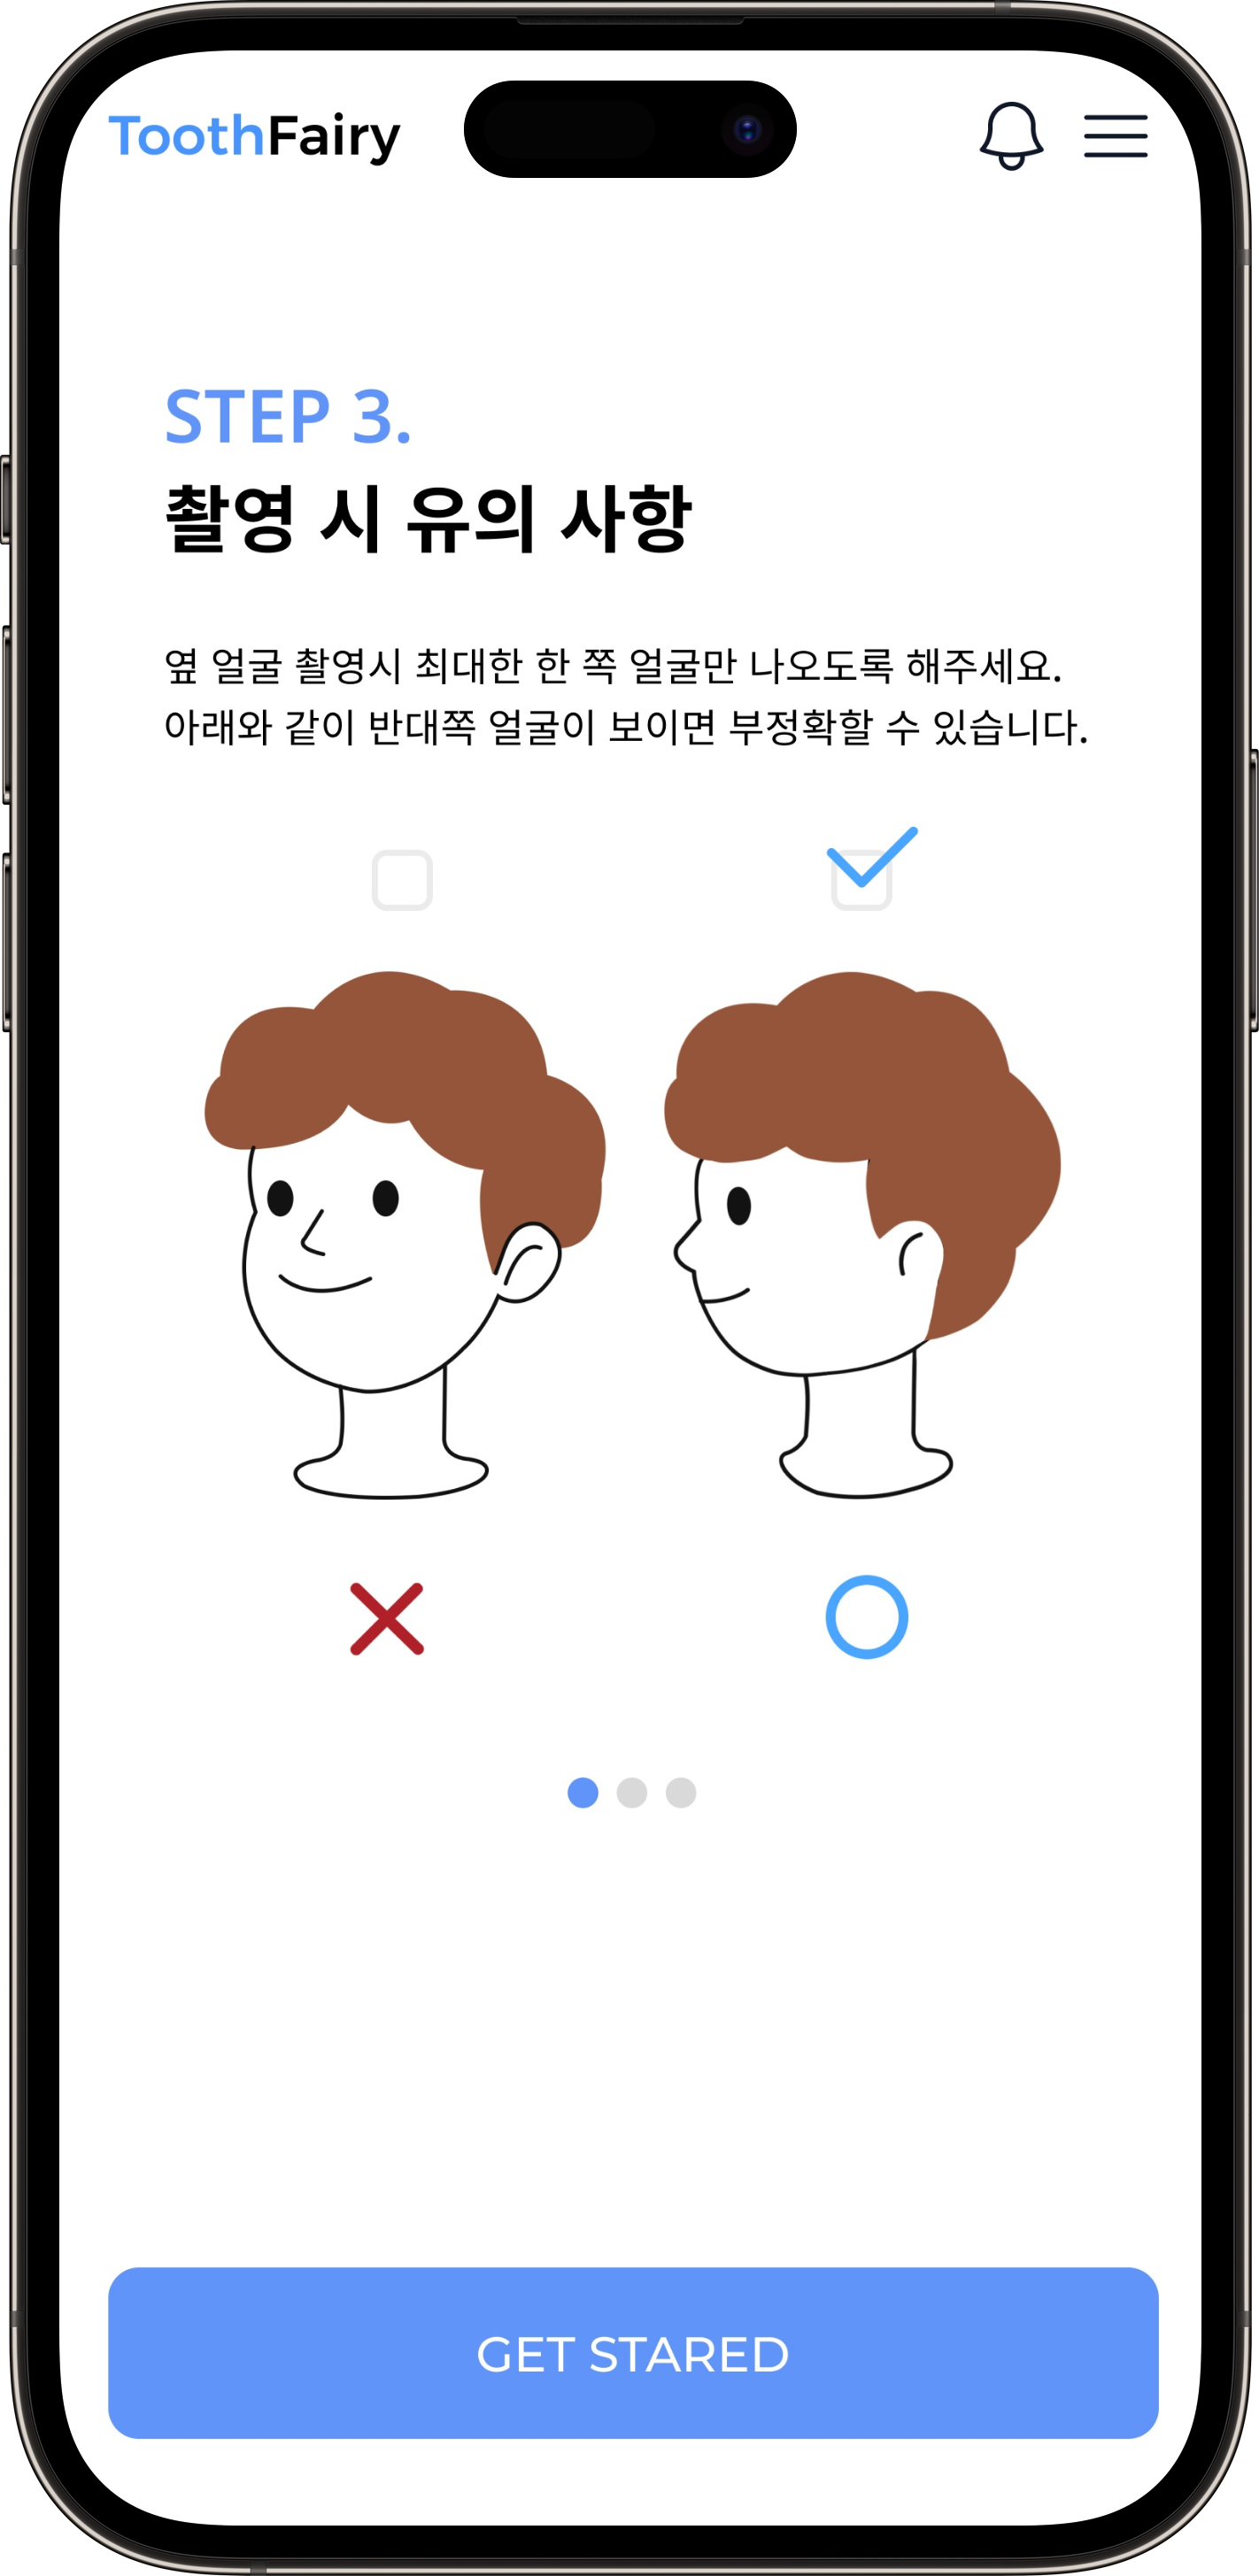 ToothFairy
STEP 3.
촬영 시 유의 사항
옆 얼굴 촬영시 최대한 한 쪽 얼굴만 나오도록 해주세요.
아래와 같이 반대쪽 얼굴이 보이면 부정확할 수 있습니다.
GET STARED